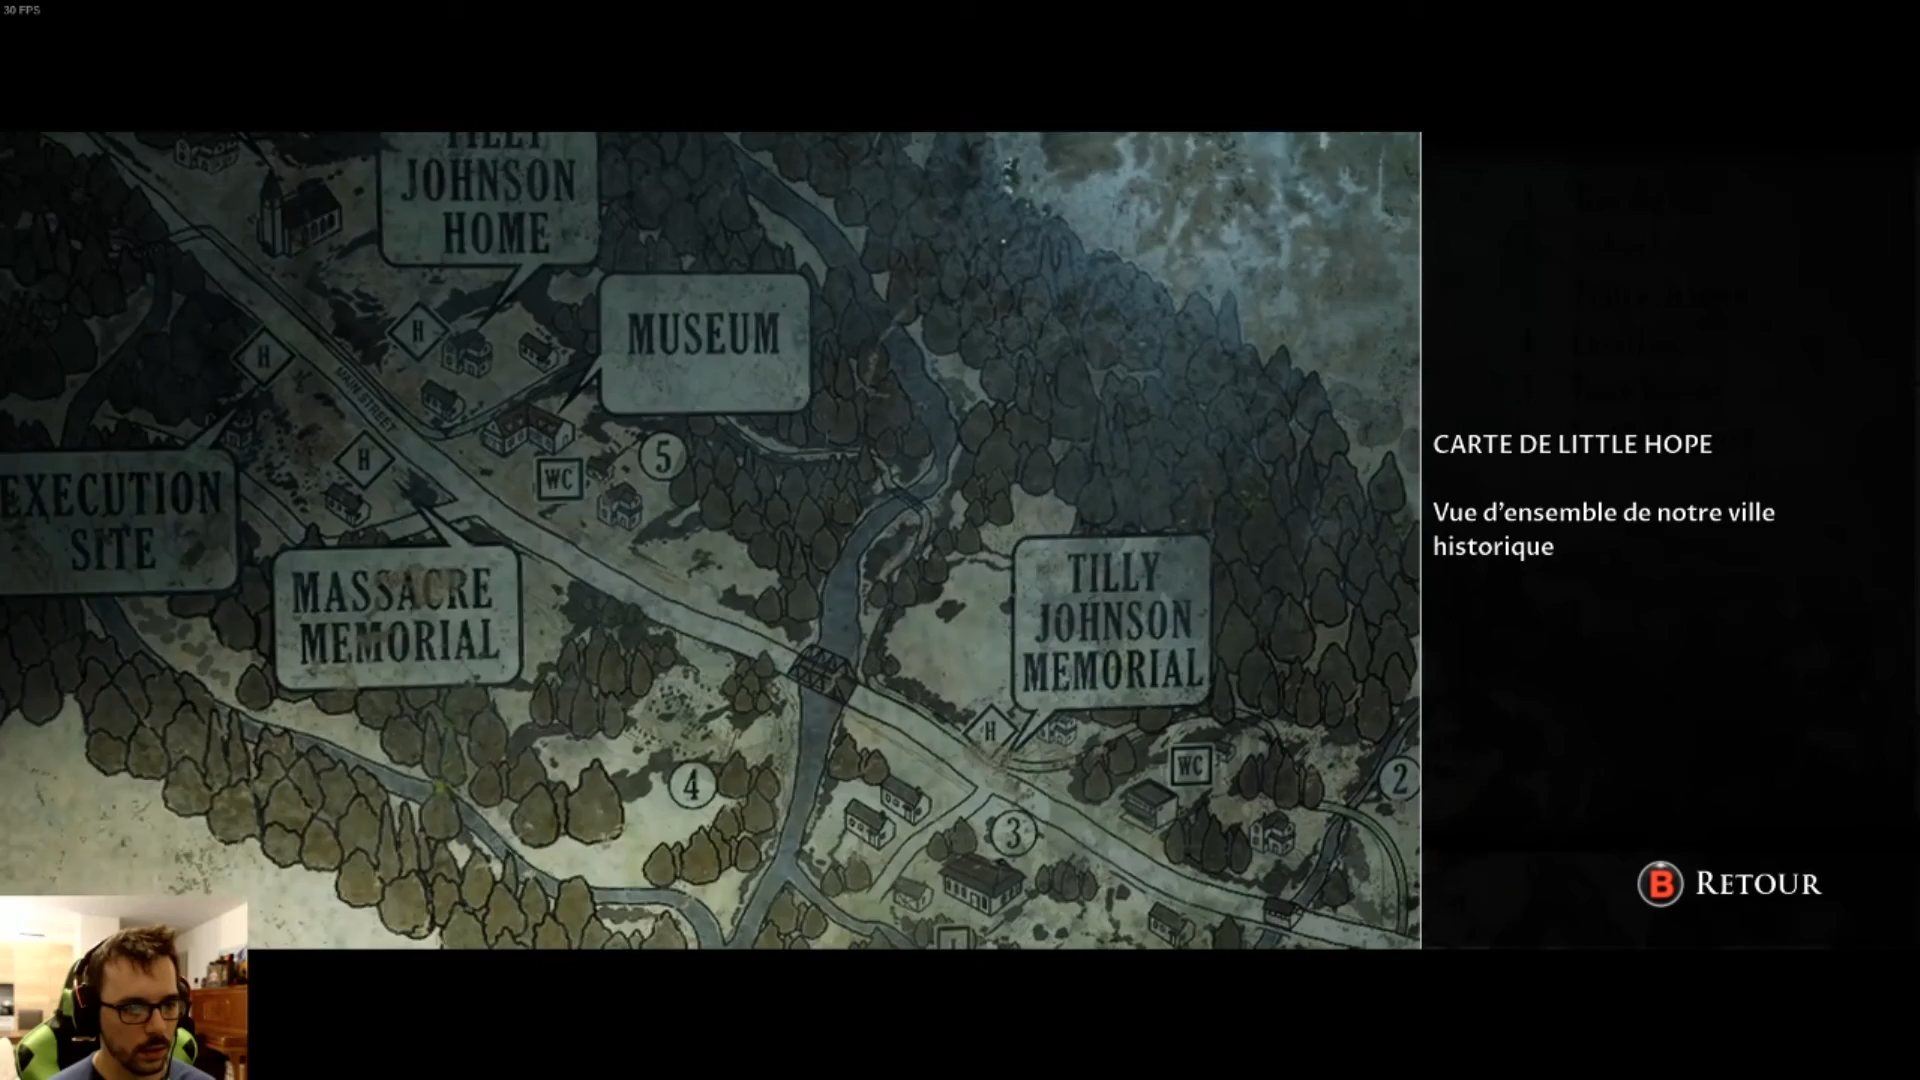 30 FPS
TILLY
JOHNSON
HOME
H
MUSEUM
H
MAIN STREET
H
WC
5
EXECUTION
SITE
MASSACRE
MEMORIAL
TILLY
JOHNSON
MEMORIAL
H
WC
2
4
3
CARTE DE LITTLE HOPE
Vue d'ensemble de notre ville
historique
B RETOUR